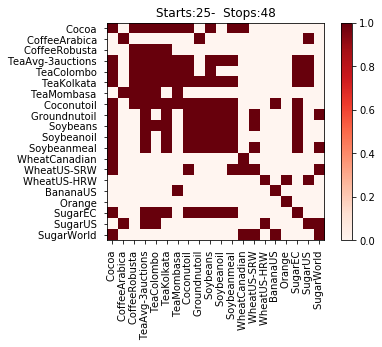 Starts:25- Stops:48
Cocoa
CoffeeArabica
CoffeeRobusta
TeaAvg-3auctions
TeaColombo
TeaKolkata
TeaMombasa
Coconutoil
Groundnutoil
Soybeans
Soybeanoil
Soybeanmeal
WheatCanadian
WheatUS-SRW
WheatUS-HRW
BananaUS
Orange
SugarEC
SugarUS
SugarWorld
Cocoa
CoffeeArabica
CoffeeRobusta
TeaAvg-3auctions
TeaColombo
TeaKolkata
TeaMombasa
Coconutoil
Groundnutoil
Soybeans
Soybeanoil
Soybeanmeal
WheatCanadian
WheatUS-SRW
WheatUS-HRW
BananaUS
Orange
SugarEC
SugarUS
SugarWorld
1.0
0.8
0.6
0.4
0.2
0.0